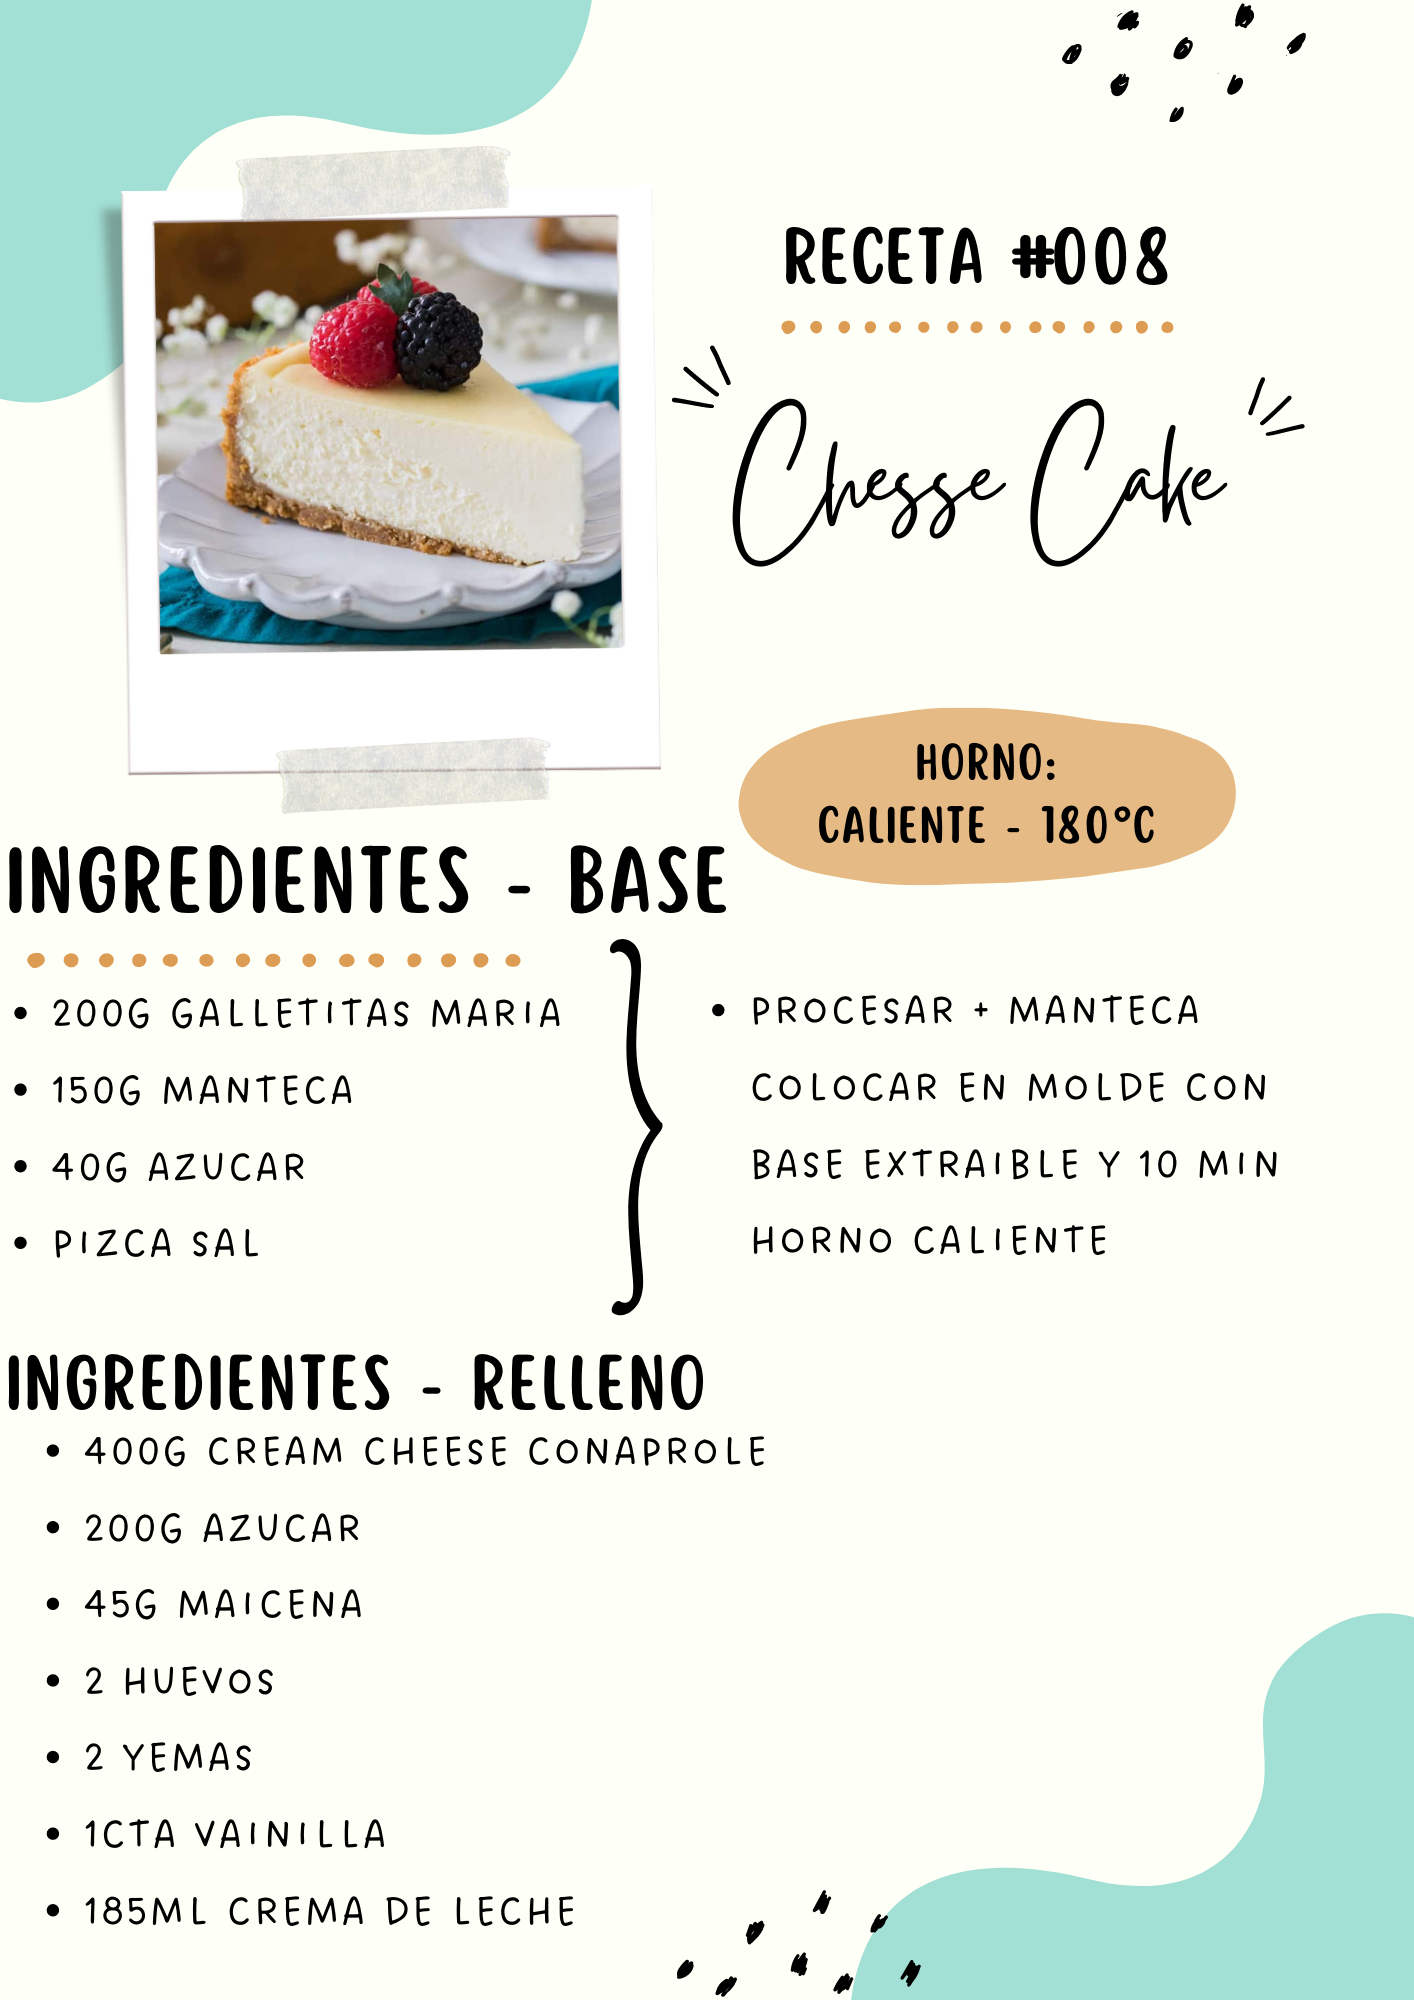 RECETA #008
Chesse Cake
HORNO:
CALIENTE - 180°C
INGREDIENTES - BASE
• 200G GALLETITAS MARIA
• 150G MANTECA
• 40G AZUCAR
• PIZCA SAL
• PROCESAR + MANTECA
COLOCAR EN MOLDE CON
BASE EXTRAIBLE Y 10 MIN
HORNO CALIENTE
INGREDIENTES - RELLENO
• 400G CREAM CHEESE CONAPROLE
• 200G AZUCAR
• 45G MAICENA
• 2 HUEVOS
• 2 YEMAS
• 1CTA VAINILLA
• 185ML CREMA DE LECHE